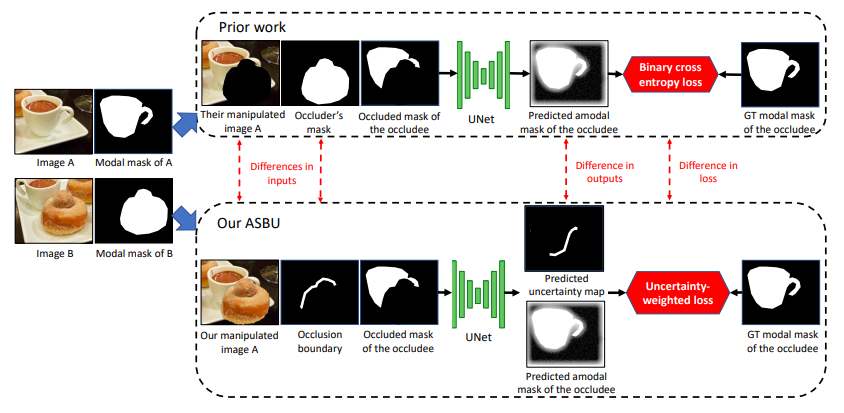 Prior work
Their manipulated
image A
Occluder's
mask
Occluded mask of
the occludee
UNet
Predicted amodal
mask of the occludee
Binary cross
entropy loss
GT modal mask
of the occludee
Image A
Modal mask of A
Differences in
inputs
Difference in
outputs
Difference in
loss
Image B
Modal mask of B
Our ASBU
Our manipulated
image A
Occlusion
boundary
Occluded mask
of the occludee
UNet
Predicted
uncertainty map
Predicted amodal
mask of the occludee
Uncertainty-
weighted loss
GT modal mask
of the occludee